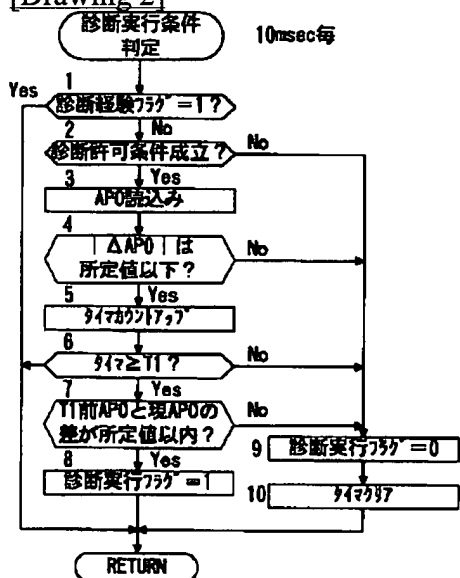 [Drawing 2]
診断実行条件
判定
10msec毎
Yes
1
診断経験ﾌﾗｸﾞ=1?
No
2
診断許可条件成立?
No
Yes
3
APO読込み
4
|ΔAPO|は
所定値以下?
No
Yes
5
ﾀｲﾏｶｳﾝﾄｱｯﾌﾟ
6
ﾀｲﾏ≧T1?
No
Yes
7
T1前APOと現APOの
差が所定値以内?
No
Yes
8
診断実行ﾌﾗｸﾞ=1
9
診断実行ﾌﾗｸﾞ=0
10
ﾀｲﾏｸﾘｱ
RETURN